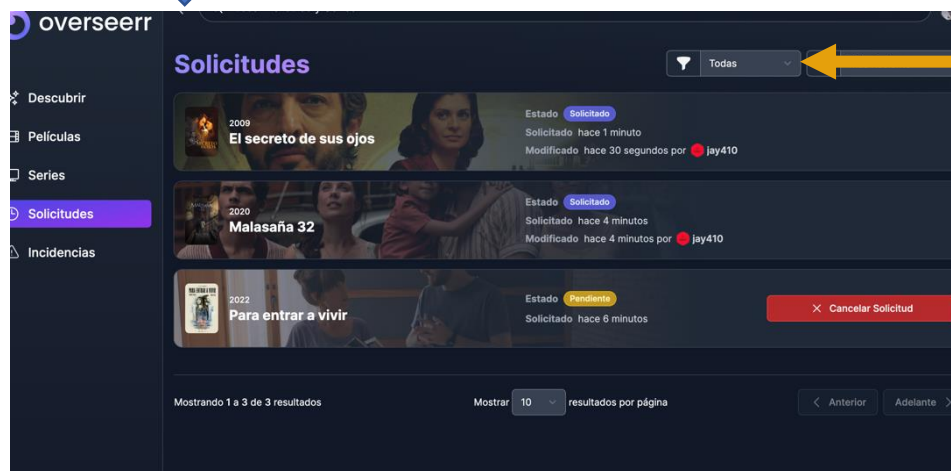 overseerr
Solicitudes
Todas
Descubrir
Películas
Series
Solicitudes
Incidencias
2009
El secreto de sus ojos
Estado Solicitado
Solicitado hace 1 minuto
Modificado hace 30 segundos por jay410
2020
Malasaña 32
Estado Solicitado
Solicitado hace 4 minutos
Modificado hace 4 minutos por jay410
2022
PARA ENTRAR A VIVIR
Para entrar a vivir
Estado Pendiente
Solicitado hace 6 minutos
Cancelar Solicitud
Mostrando 1 a 3 de 3 resultados
Mostrar 10 resultados por página
Anterior
Adelante